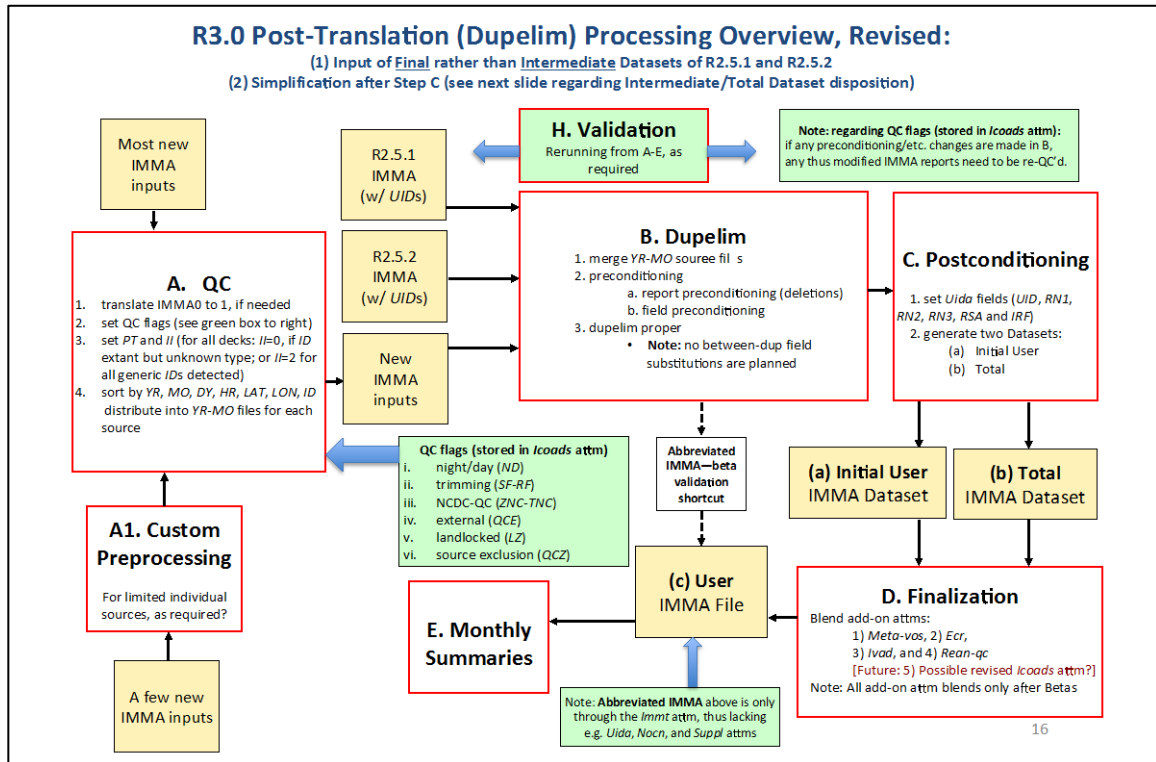 R3.0 Post-Translation (Dupelim) Processing Overview, Revised:
(1) Input of Final rather than Intermediate Datasets of R2.5.1 and R2.5.2
(2) Simplification after Step C (see next slide regarding Intermediate/Total Dataset disposition)
Most new
IMMA
inputs
R2.5.1
IMMA
(w/ UIDs)
H. Validation
Rerunning from A-E, as
required
Note: regarding QC flags (stored in Icoads attm):
if any preconditioning/etc. changes are made in B,
any thus modified IMMA reports need to be re-QC'd.
A. QC
1. translate IMMA0 to 1, if needed
2. set QC flags (see green box to right)
3. set PT and II (for all decks: II=0, if ID
extant but unknown type; or II=2 for
all generic IDs detected)
4. sort by YR, MO, DY, HR, LAT, LON, ID
distribute into YR-MO files for each
source
R2.5.2
IMMA
(w/ UIDs)
New
IMMA
inputs
B. Dupelim
1. merge YR-MO souree fil s
2. preconditioning
a. report preconditioning (deletions)
b. field preconditioning
3. dupelim proper
• Note: no between-dup field
substitutions are planned
C. Postconditioning
1. set Uida fields (UID, RN1,
RN2, RN3, RSA and IRF)
2. generate two Datasets:
(a) Initial User
(b) Total
QC flags (stored in Icoads attm)
i. night/day (ND)
ii. trimming (SF-RF)
iii. NCDC-QC (ZNC-TNC)
iv. external (QCE)
v. landlocked (LZ)
vi. source exclusion (QCZ)
Abbreviated
IMMA—beta
validation
shortcut
(a) Initial User
IMMA Dataset
(b) Total
IMMA Dataset
A1. Custom
Preprocessing
For limited individual
sources, as required?
A few new
IMMA inputs
E. Monthly
Summaries
(c) User
IMMA File
D. Finalization
Blend add-on attms:
1) Meta-vos, 2) Ecr,
3) Ivad, and 4) Rean-qc
[Future: 5) Possible revised Icoads attm?]
Note: All add-on attm blends only after Betas
Note: Abbreviated IMMA above is only
through the Immt attm, thus lacking
e.g. Uida, Nocn, and Suppl attms
16